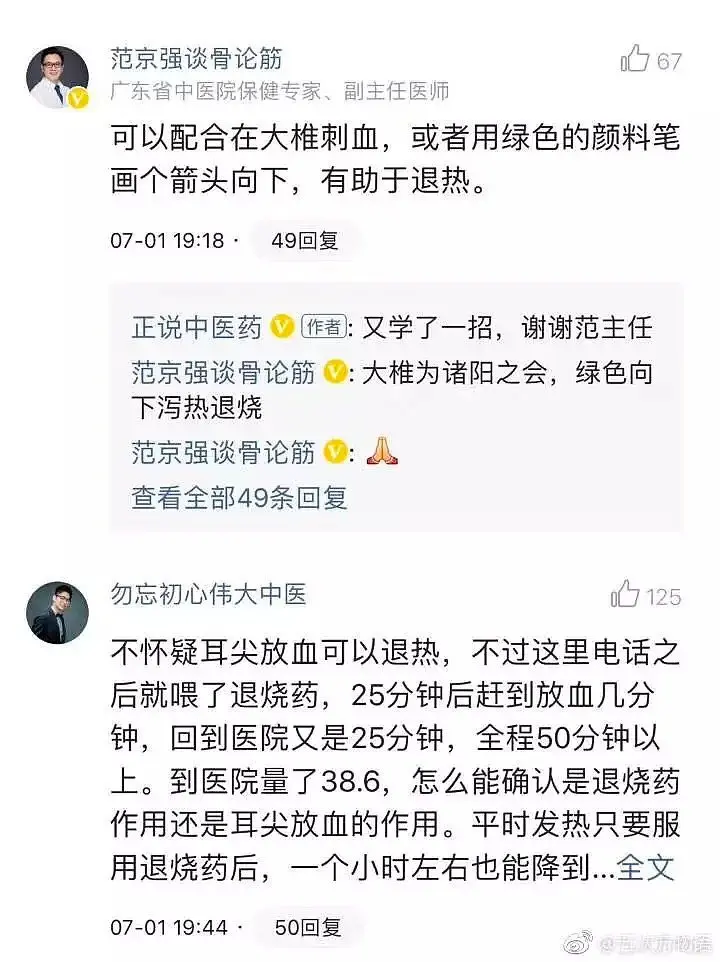 范京强谈骨论筋
67
广东省中医院保健专家、副主任医师
可以配合在大椎刺血，或者用绿色的颜料笔
画个箭头向下，有助于退热。
07-01 19:18 · 49回复
正说中医药 作者: 又学了一招，谢谢范主任
范京强谈骨论筋: 大椎为诸阳之会，绿色向
下泻热退烧
范京强谈骨论筋: 🙏
查看全部49条回复
勿忘初心伟大中医
125
不怀疑耳尖放血可以退热，不过这里电话之
后就喂了退烧药，25分钟后赶到放血几分
钟，回到医院又是25分钟，全程50分钟以
上。到医院量了38.6，怎么能确认是退烧药
作用还是耳尖放血的作用。平时发热只要服
用退烧药后，一个小时左右也能降到...全文
07-01 19:44 · 50回复